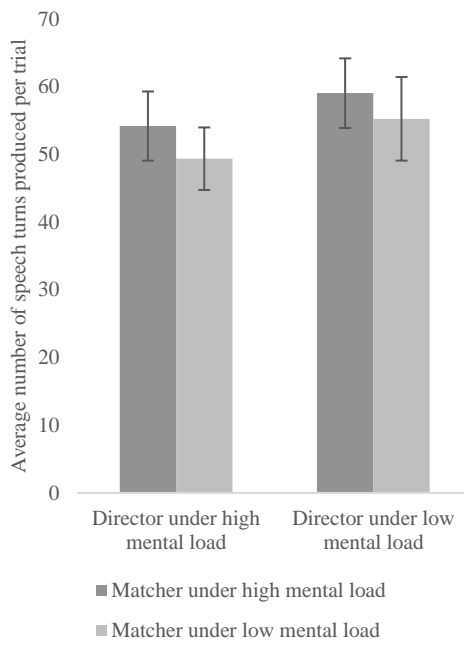 Average number of speech turns produced per trial
70
60
50
40
30
20
10
0
Director under high
mental load
Director under low
mental load
Matcher under high mental load
Matcher under low mental load